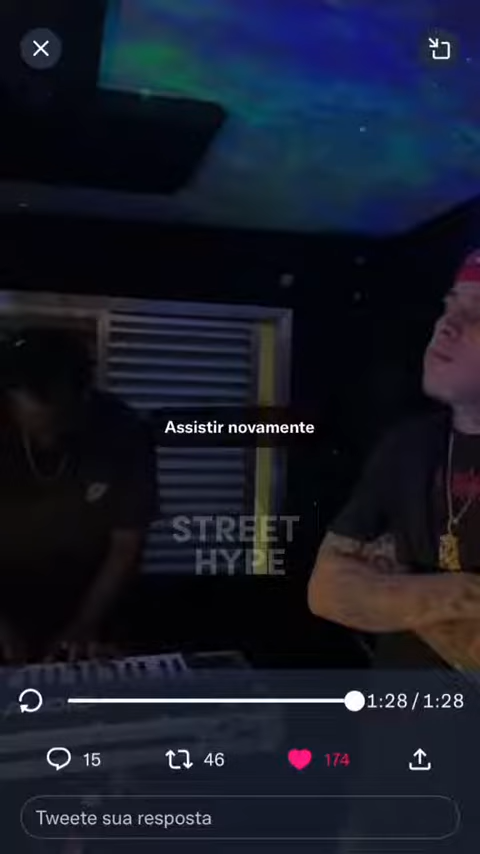 Assistir novamente
STREET
HYPE
1:28 / 1:28
15
46
174
Tweete sua resposta